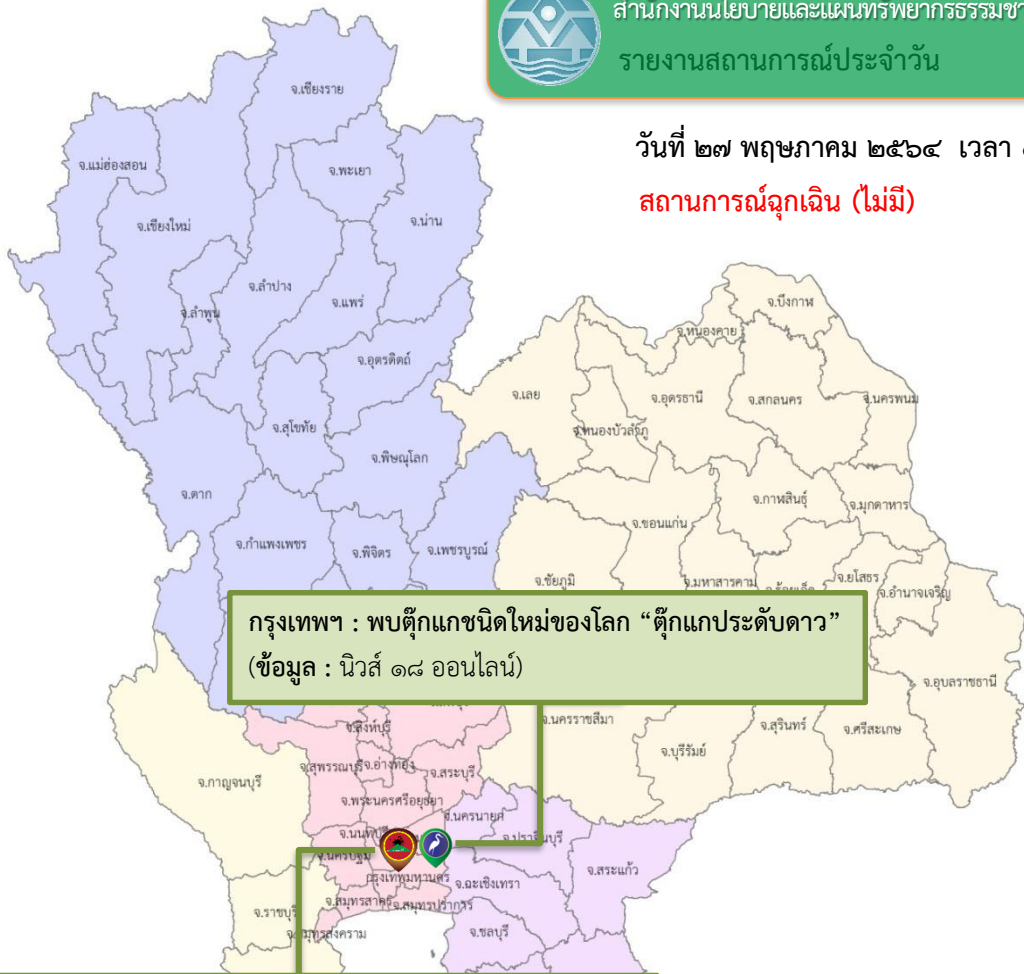 สำนักงานนโยบายและแผนทรัพยากรธรรมชา
รายงานสถานการณ์ประจำวัน
วันที่ ๒๗ พฤษภาคม ๒๕๖๔ เวลา
สถานการณ์ฉุกเฉิน (ไม่มี)
จ.เชียงราย
จ.แม่ฮ่องสอน
จ.พะเยา
จ.เชียงใหม่
จ.น่าน
จ.ลำปาง
จ.แพร่
จ.ลำพูน
จ.บึงกาฬ
จ.หนองคาย
จ.อุตรดิตถ์
จ.เลย
จ.อุดรธานี
จ.สกลนคร
จ.นครพนม
จ.สุโขทัย
จ.หนองบัวลำภู
จ.พิษณุโลก
จ.ตาก
จ.กาฬสินธุ์
จ.มุกดาหาร
จ.ขอนแก่น
จ.กำแพงเพชร
จ.พิจิตร
จ.เพชรบูรณ์
จ.ชัยภูมิ
จ.มหาสารคาม
จ.ร้อยเอ็ด
จ.ยโสธร
จ.อำนาจเจริญ
กรุงเทพฯ : พบตุ๊กแกชนิดใหม่ของโลก “ตุ๊กแกประดับดาว”
(ข้อมูล : นิวส์ ๑๘ ออนไลน์)
จ.อุบลราชธานี
จ.นครราชสีมา
จ.สิงห์บุรี
จ.สุรินทร์
จ.ศรีสะเกษ
จ.บุรีรัมย์
จ.สุพรรณบุรี
จ.อ่างทอง
จ.สระบุรี
จ.กาญจนบุรี
จ.พระนครศรีอยุธยา
จ.นครนายก
จ.ปราจีนบุรี
จ.นครปฐม
จ.สระแก้ว
กรุงเทพมหานคร
จ.ฉะเชิงเทรา
จ.สมุทรสาคร
จ.สมุทรปราการ
จ.ราชบุรี
จ.สมุทรสงคราม
จ.ชลบุรี